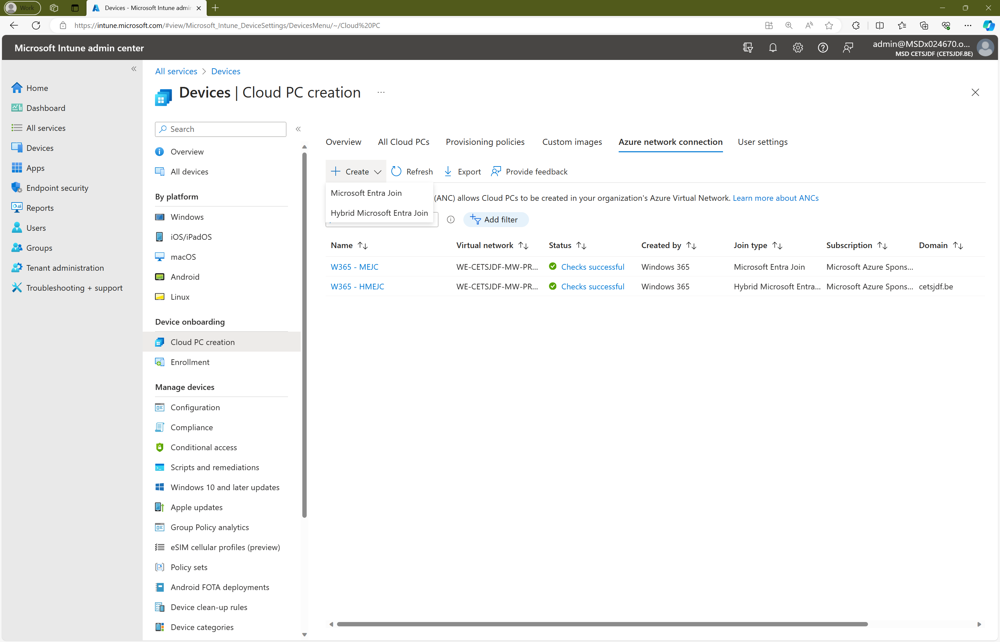 Work
Devices - Microsoft Intune admin
https://intune.microsoft.com/#view/Microsoft_Intune_DeviceSettings/DevicesMenu/~/Cloud%20PC
Microsoft Intune admin center
admin@MSDx024670.o...
MSD CETSJDF (CETSJDF.BE)
Home
Dashboard
All services
Devices
Apps
Endpoint security
Reports
Users
Groups
Tenant administration
Troubleshooting + support
All services > Devices
Devices | Cloud PC creation ...
Search
Overview
All devices
By platform
Windows
iOS/iPadOS
macOS
Android
Linux
Device onboarding
Cloud PC creation
Enrollment
Manage devices
Configuration
Compliance
Conditional access
Scripts and remediations
Windows 10 and later updates
Apple updates
Group Policy analytics
eSIM cellular profiles (preview)
Policy sets
Android FOTA deployments
Device clean-up rules
Device categories
Overview All Cloud PCs Provisioning policies Custom images Azure network connection User settings
Create Refresh Export Provide feedback
Microsoft Entra Join
Hybrid Microsoft Entra Join
(ANC) allows Cloud PCs to be created in your organization's Azure Virtual Network. Learn more about ANCs
Add filter
Name Virtual network Status Created by Join type Subscription Domain
W365 - MEJC WE-CETSJDF-MW-PR... Checks successful Windows 365 Microsoft Entra Join Microsoft Azure Spons...
W365 - HMEJC WE-CETSJDF-MW-PR... Checks successful Windows 365 Hybrid Microsoft Entra... Microsoft Azure Spons... cetsjdf.be